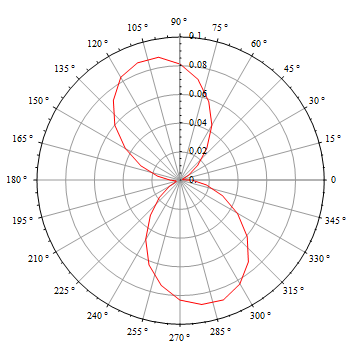 90 °
105 ° 75 °
0.1
120 ° 60 °
0.08
135 ° 45 °
0.06
150 ° 30 °
0.04
165 ° 15 °
0.02
180 ° 0. 0
195 ° 345 °
210 ° 330 °
225 ° 315 °
240 ° 300 °
255 ° 285 °
270 °